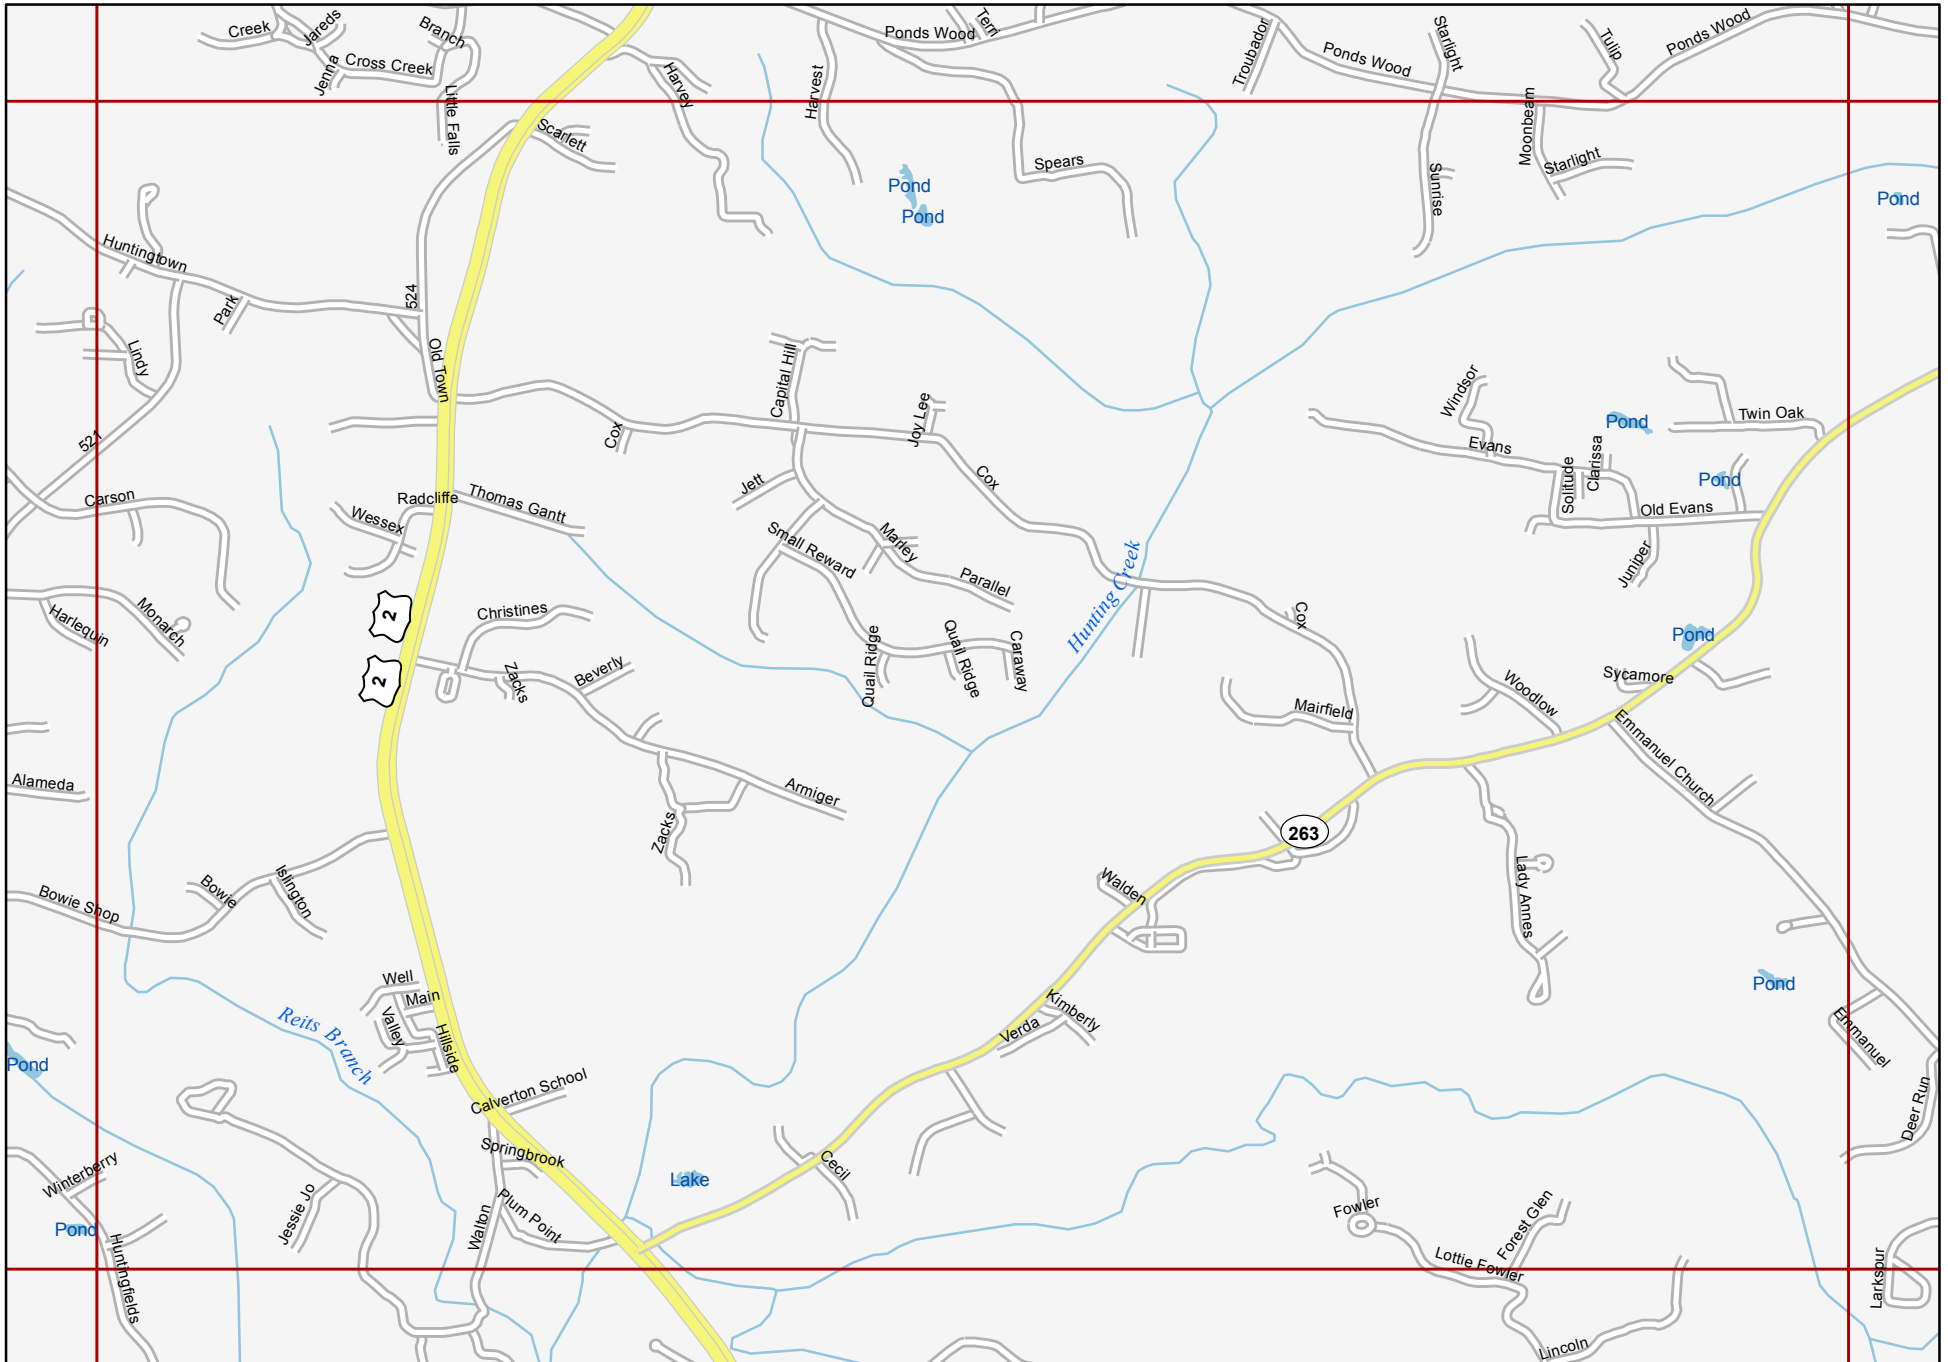 Creek
Jareds
Branch
Jenna
Cross Creek
Little Falls
Harvey
Harvest
Ponds Wood
Terri
Troubador
Ponds Wood
Starlight
Tulip
Ponds Wood
Scarlett
Spears
Moonbeam
Starlight
Sunrise
Pond
Pond
Pond
Huntingtown
Park
524
Lindy
Old Town
Capital Hill
Joy Lee
Cox
Cox
Windsor
Evans
Pond
Twin Oak
Clarissa
Solitude
Pond
Old Evans
Juniper
521
Carson
Radcliffe
Thomas Gantt
Wessex
Jett
Small Reward
Marley
Parallel
Hunting Creek
Harlequin
Monarch
2
Christines
2
Zacks
Beverly
Quail Ridge
Quail Ridge
Caraway
Cox
Pond
Sycamore
Woodlow
Mairfield
Emmanuel Church
Alameda
Armiger
Zacks
263
Walden
Lady Annes
Bowie Shop
Bowie
Islington
Well
Main
Valley
Hillside
Reits Branch
Kimberly
Verda
Pond
Emmanuel
Deer Run
Pond
Calverton School
Springbrook
Winterberry
Lake
Cecil
Pond
Jessie Jo
Walton
Plum Point
Huntingfields
Fowler
Forest Glen
Lottie Fowler
Larkspur
Lincoln